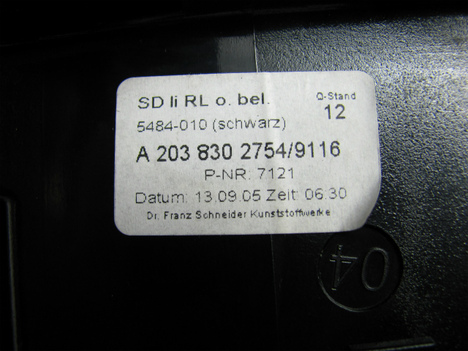 SD li RL o. bel.
Q-Stand
12
5484-010 (schwarz)
A 203 830 2754/9116
P-NR. 7121
Datum: 13.09.05 Zeit: 06:30
Dr. Franz Schneider Kunststoffwerke
04